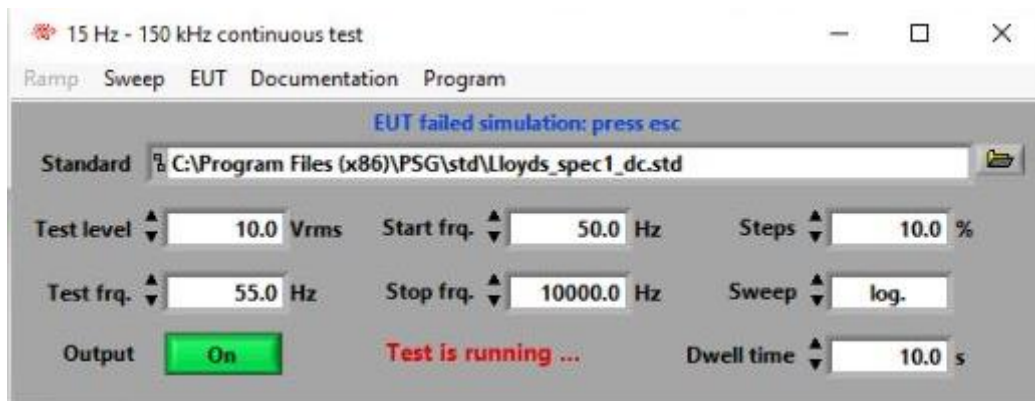 15 Hz - 150 kHz continuous test
Ramp Sweep EUT Documentation Program
EUT failed simulation: press esc
Standard C:\Program Files (x86)\PSG\std\Lloyds_spec1_dc.std
Test level 10.0 Vrms Start frq. 50.0 Hz Steps 10.0 %
Test frq. 55.0 Hz Stop frq. 10000.0 Hz Sweep log.
Output On Test is running ... Dwell time 10.0 s